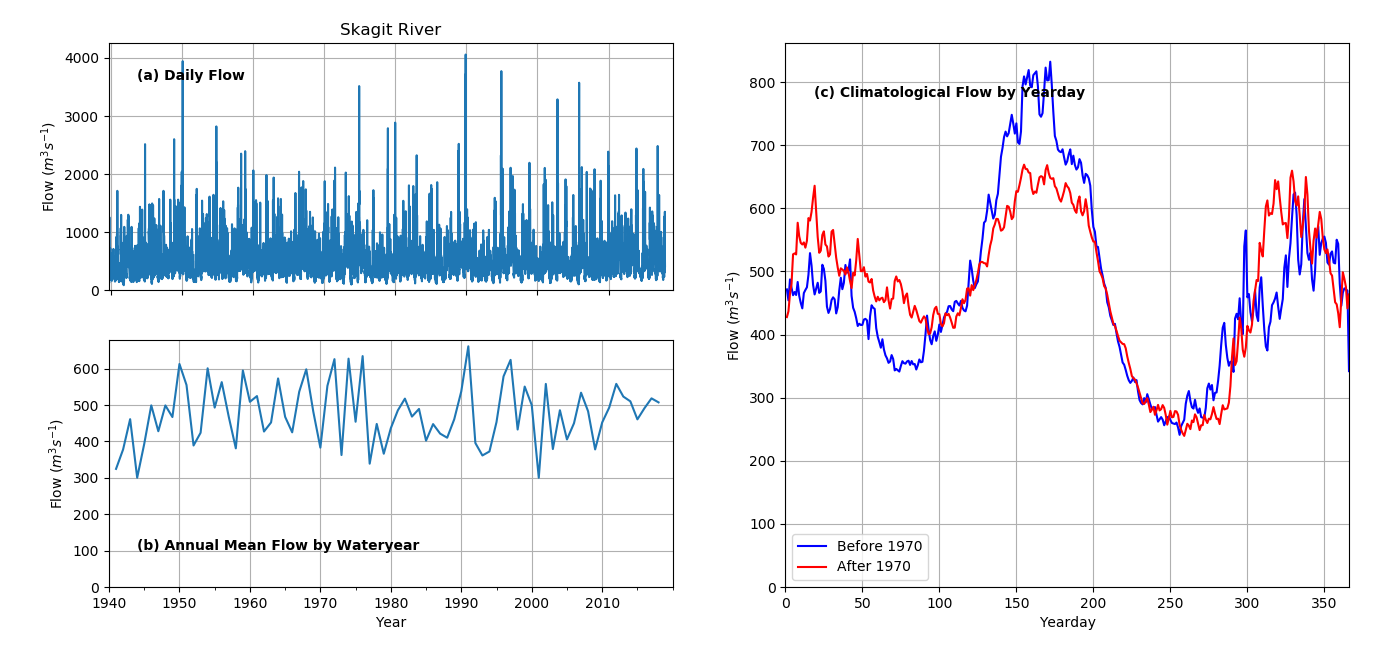 Skagit River
(a) Daily Flow
4000
3000
2000
1000
0
Flow (m³s⁻¹)
(b) Annual Mean Flow by Wateryear
600
500
400
300
200
100
0
Flow (m³s⁻¹)
1940 1950 1960 1970 1980 1990 2000 2010
Year
(c) Climatological Flow by Yearday
800
700
600
500
400
300
200
100
0
Flow (m³s⁻¹)
Before 1970
After 1970
0 50 100 150 200 250 300 350
Yearday